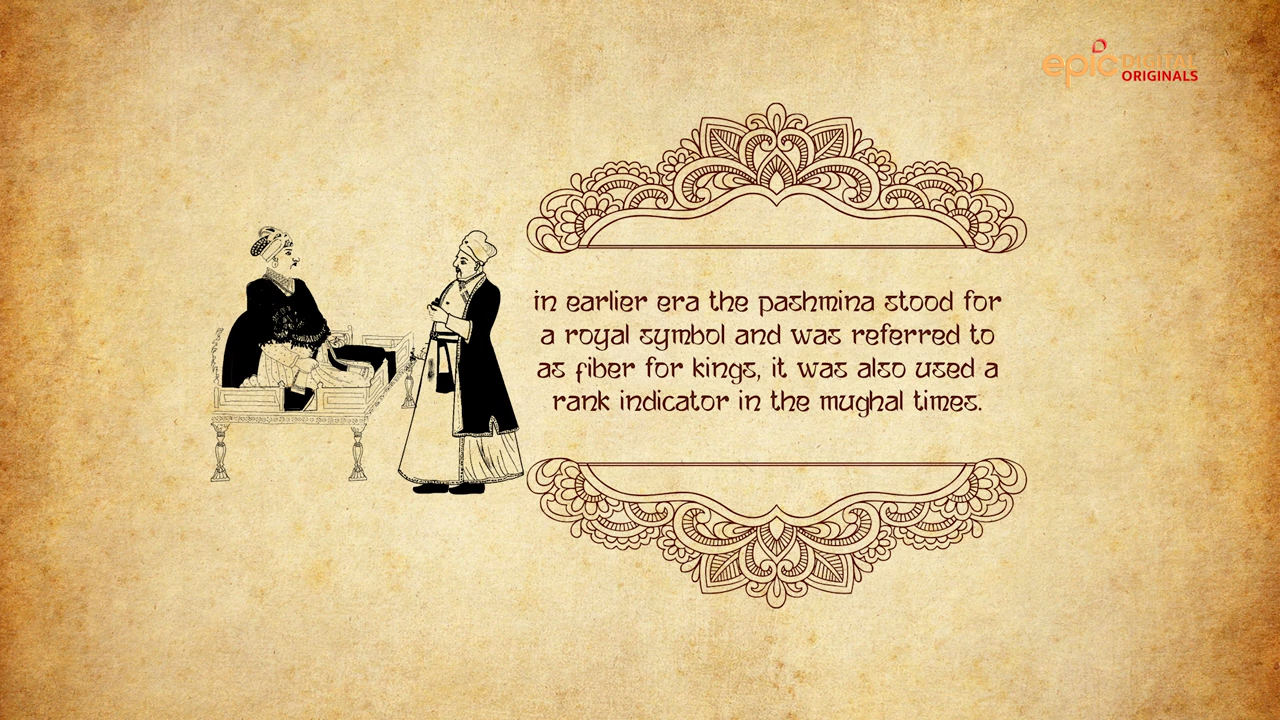 epic DIGITAL
ORIGINALS
in earlier era the pashmina stood for
a royal symbol and was referred to
as fiber for kings, it was also used a
rank indicator in the mughal times.